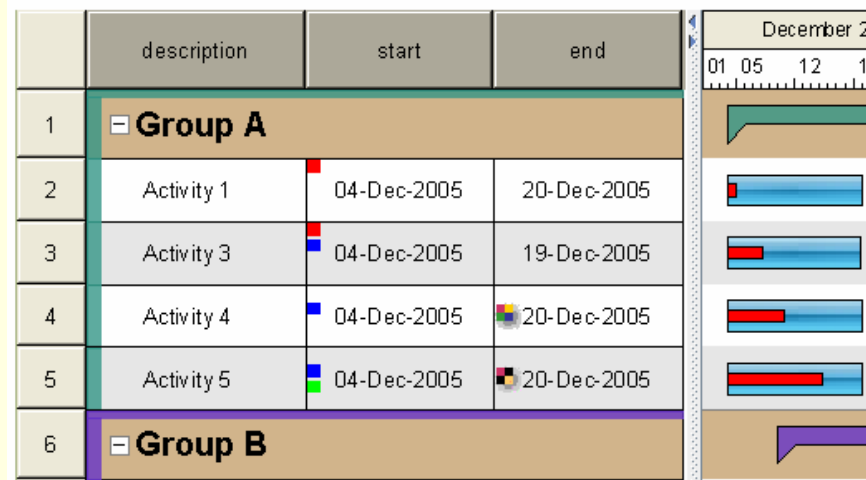 description start end December 2
01 05 12 1
1 Group A
2 Activity 1 04-Dec-2005 20-Dec-2005
3 Activity 3 04-Dec-2005 19-Dec-2005
4 Activity 4 04-Dec-2005 20-Dec-2005
5 Activity 5 04-Dec-2005 20-Dec-2005
6 Group B